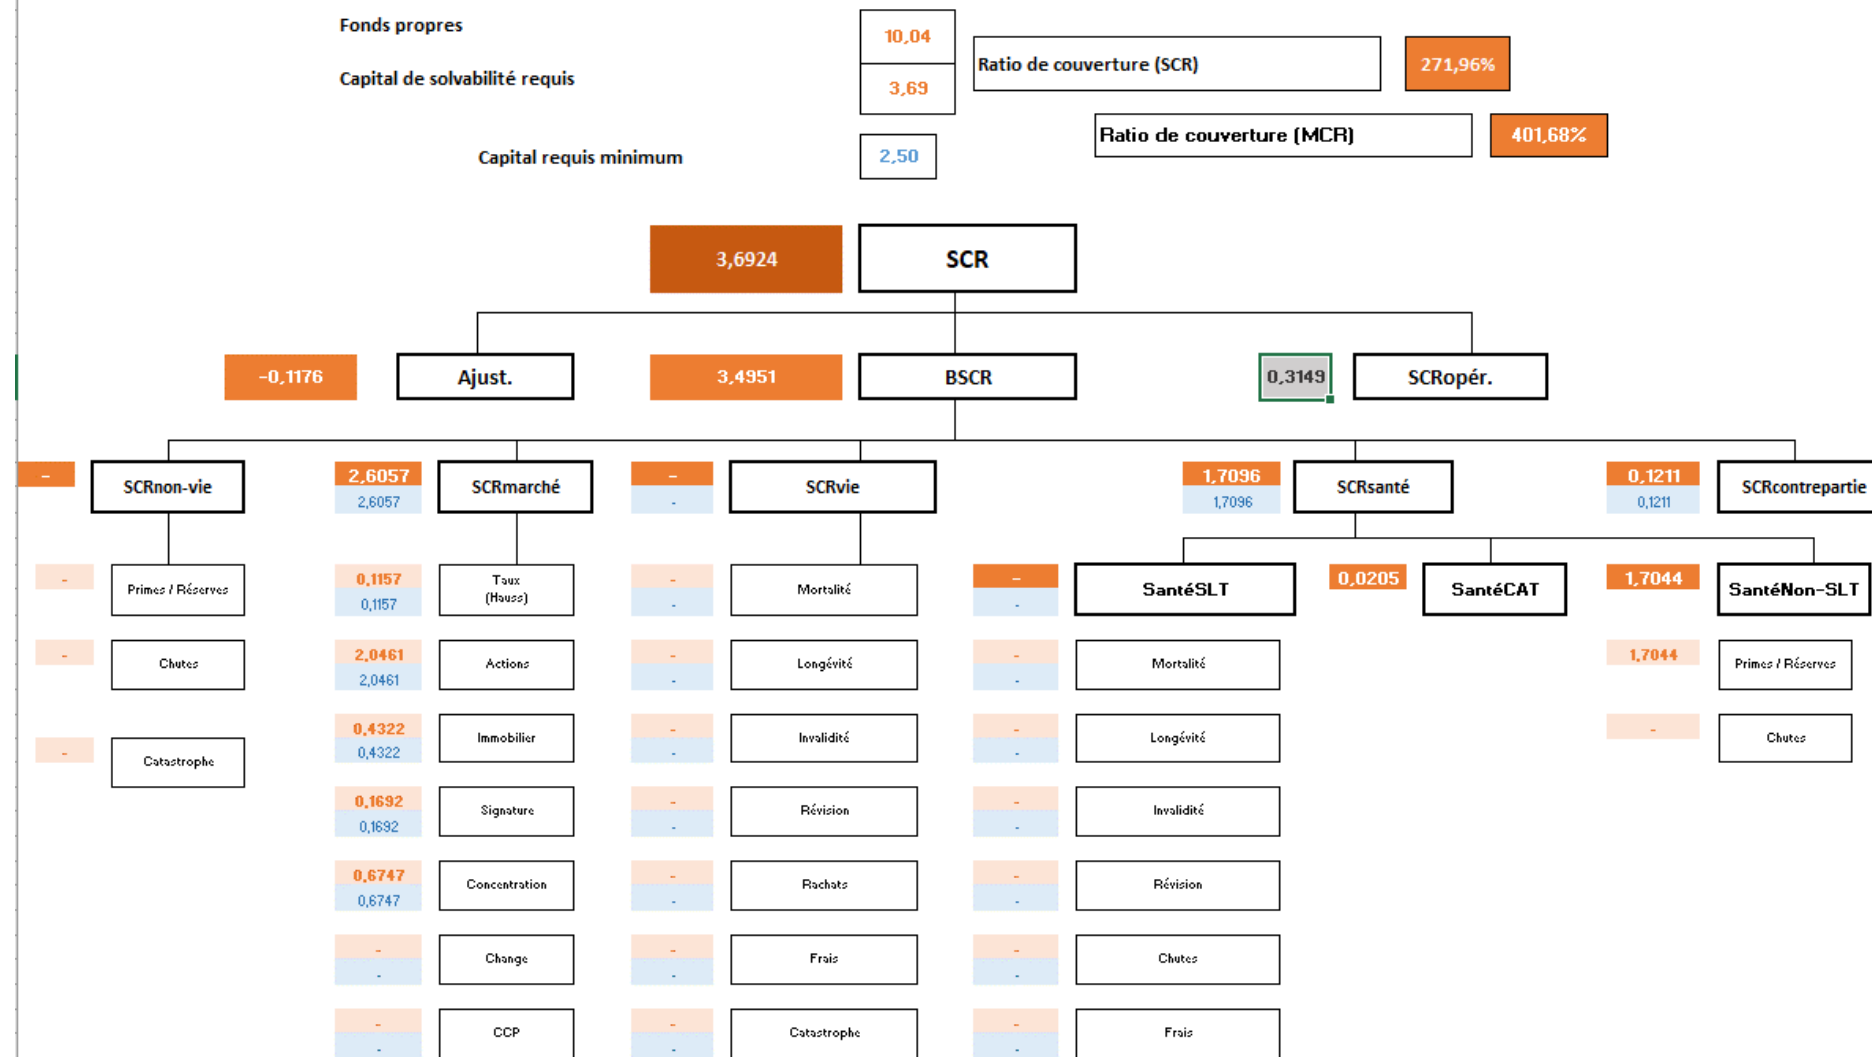 Fonds propres
10,04
Ratio de couverture (SCR)
271,96%
Capital de solvabilité requis
3,69
Ratio de couverture (MCR)
401,68%
Capital requis minimum
2,50
3,6924
SCR
-0,1176
Ajust.
3,4951
BSCR
0,3149
SCRopér.
-
SCRnon-vie
2,6057
2,6057
SCRmarché
-
-
SCRvie
1,7096
1,7096
SCRsanté
0,1211
0,1211
SCRcontrepartie
-
Primes / Réserves
0,1157
0,1157
Taux
(Hauss)
-
-
Mortalité
-
-
SantéSLT
0,0205
SantéCAT
1,7044
SantéNon-SLT
-
Chutes
2,0461
2,0461
Actions
-
-
Longévité
-
-
Mortalité
1,7044
Primes / Réserves
-
Catastrophe
0,4322
0,4322
Immobilier
-
-
Invalidité
-
-
Longévité
-
Chutes
0,1692
0,1692
Signature
-
-
Révision
-
-
Invalidité
0,6747
0,6747
Concentration
-
-
Rachats
-
-
Révision
-
-
Change
-
-
Frais
-
-
Chutes
-
-
CCP
-
-
Catastrophe
-
-
Frais